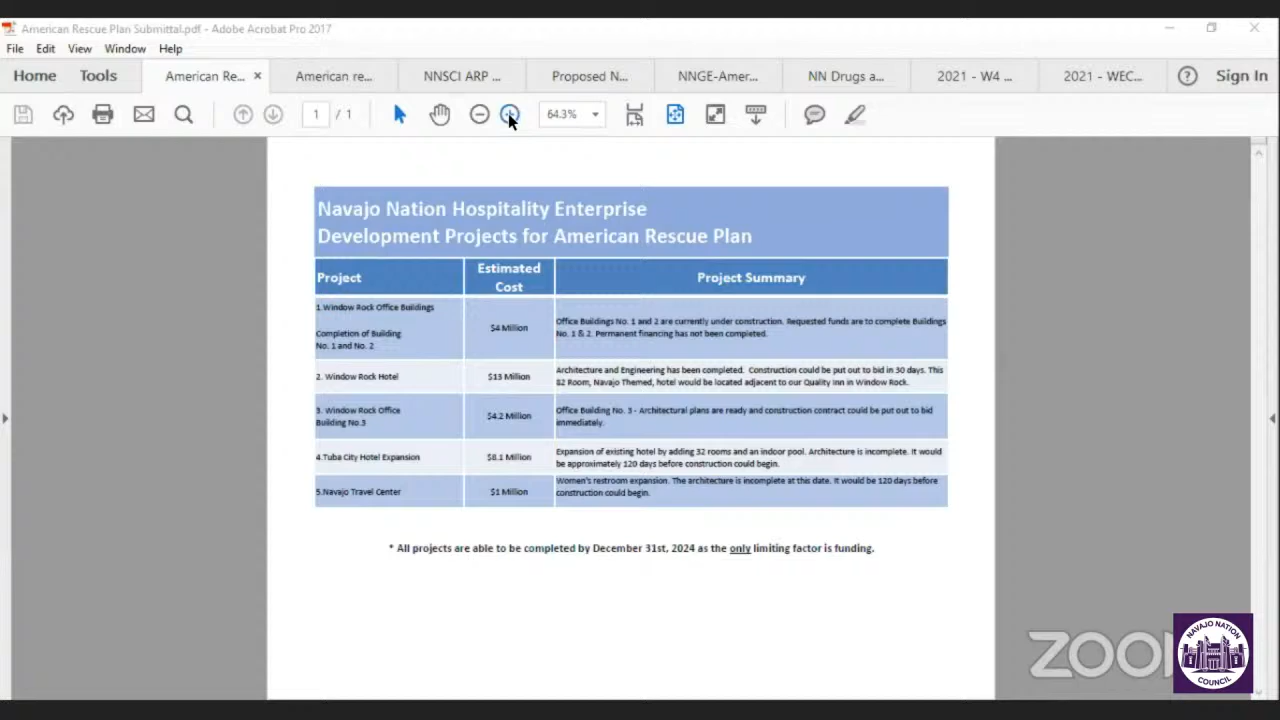 American Rescue Plan Submittal.pdf - Adobe Acrobat Pro 2017
File Edit View Window Help
Home Tools American Re... × American re... NNSCI ARP ... Proposed N... NNGE-Amer... NN Drugs a... 2021 - W4 ... 2021 - WEC... Sign In
1 / 1 64.3%
Navajo Nation Hospitality Enterprise
Development Projects for American Rescue Plan
Project
Estimated
Cost
Project Summary
1.Window Rock Office Buildings
Completion of Building
No. 1 and No. 2
$4 Million
Office Buildings No. 1 and 2 are currently under construction. Requested funds are to complete Buildings
No. 1 & 2. Permanent financing has not been completed.
2. Window Rock Hotel
$13 Million
Architecture and Engineering has been completed. Construction could be put out to bid in 30 days. This
82 Room, Navajo Themed, hotel would be located adjacent to our Quality Inn in Window Rock.
3. Window Rock Office
Building No.3
$4.2 Million
Office Building No. 3 - Architectural plans are ready and construction contract could be put out to bid
immediately.
4.Tuba City Hotel Expansion
$8.1 Million
Expansion of existing hotel by adding 32 rooms and an indoor pool. Architecture is incomplete. It would
be approximately 120 days before construction could begin.
5.Navajo Travel Center
$1 Million
Women's restroom expansion. The architecture is incomplete at this date. It would be 120 days before
construction could begin.
* All projects are able to be completed by December 31st, 2024 as the only limiting factor is funding.
ZOO
NAVAJO NATION
COUNCIL